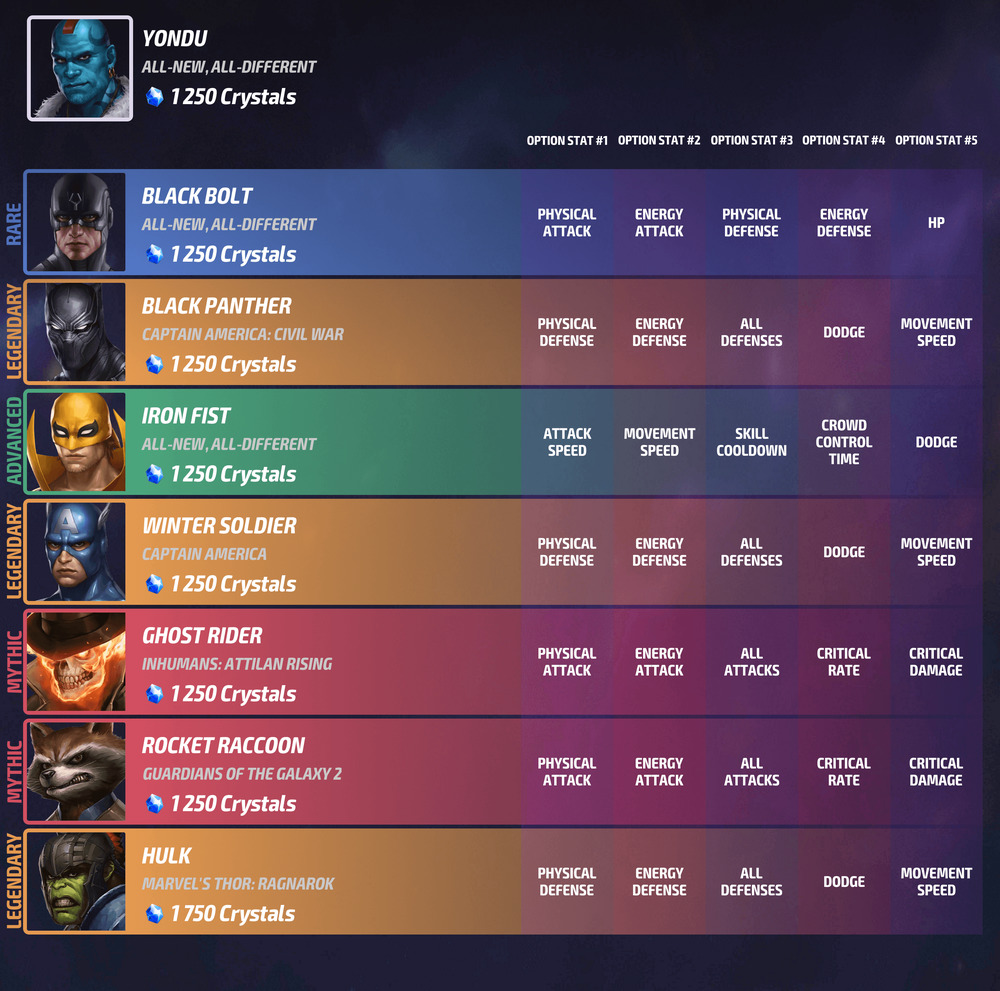 YONDU
ALL-NEW, ALL-DIFFERENT
1 250 Crystals
OPTION STAT #1 OPTION STAT #2 OPTION STAT #3 OPTION STAT #4 OPTION STAT #5
RARE
BLACK BOLT
ALL-NEW, ALL-DIFFERENT
1 250 Crystals
PHYSICAL ATTACK
ENERGY ATTACK
PHYSICAL DEFENSE
ENERGY DEFENSE
HP
LEGENDARY
BLACK PANTHER
CAPTAIN AMERICA: CIVIL WAR
1 250 Crystals
PHYSICAL DEFENSE
ENERGY DEFENSE
ALL DEFENSES
DODGE
MOVEMENT SPEED
ADVANCED
IRON FIST
ALL-NEW, ALL-DIFFERENT
1 250 Crystals
ATTACK SPEED
MOVEMENT SPEED
SKILL COOLDOWN
CROWD CONTROL TIME
DODGE
LEGENDARY
WINTER SOLDIER
CAPTAIN AMERICA
1 250 Crystals
PHYSICAL DEFENSE
ENERGY DEFENSE
ALL DEFENSES
DODGE
MOVEMENT SPEED
MYTHIC
GHOST RIDER
INHUMANS: ATTILAN RISING
1 250 Crystals
PHYSICAL ATTACK
ENERGY ATTACK
ALL ATTACKS
CRITICAL RATE
CRITICAL DAMAGE
MYTHIC
ROCKET RACCOON
GUARDIANS OF THE GALAXY 2
1 250 Crystals
PHYSICAL ATTACK
ENERGY ATTACK
ALL ATTACKS
CRITICAL RATE
CRITICAL DAMAGE
LEGENDARY
HULK
MARVEL'S THOR: RAGNAROK
1 750 Crystals
PHYSICAL DEFENSE
ENERGY DEFENSE
ALL DEFENSES
DODGE
MOVEMENT SPEED